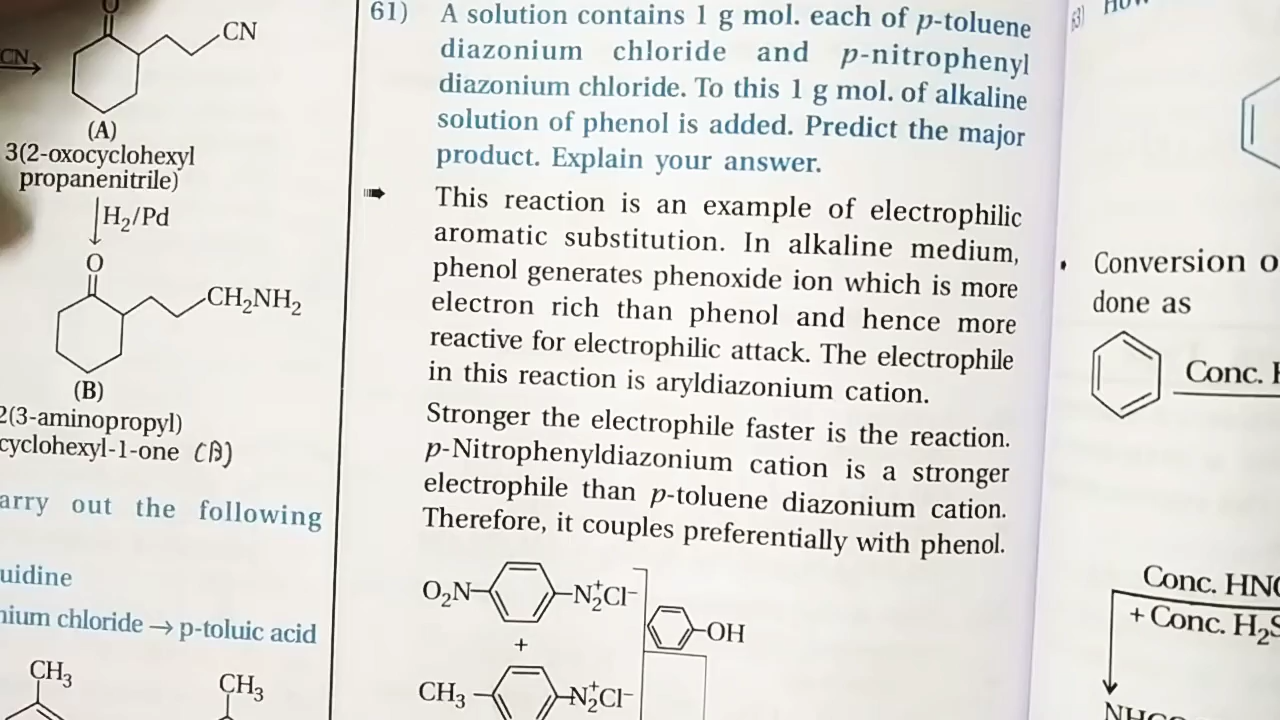 O
CN
CN
(A)
3(2-oxocyclohexyl
propanenitrile)
H₂/Pd
O
CH₂NH₂
(B)
2(3-aminopropyl)
cyclohexyl-1-one (B)
arry out the following
uidine
nium chloride → p-toluic acid
CH₃
CH₃
61) A solution contains 1 g mol. each of p-toluene
diazonium chloride and p-nitrophenyl
diazonium chloride. To this 1 g mol. of alkaline
solution of phenol is added. Predict the major
product. Explain your answer.
This reaction is an example of electrophilic
aromatic substitution. In alkaline medium,
phenol generates phenoxide ion which is more
electron rich than phenol and hence more
reactive for electrophilic attack. The electrophile
in this reaction is aryldiazonium cation.
Stronger the electrophile faster is the reaction.
p-Nitrophenyldiazonium cation is a stronger
electrophile than p-toluene diazonium cation.
Therefore, it couples preferentially with phenol.
O₂N N₂⁺Cl⁻
OH
+
CH₃ N₂⁺Cl⁻
63)
Conversion o
done as
Conc. H
Conc. HNO
+ Conc. H₂S